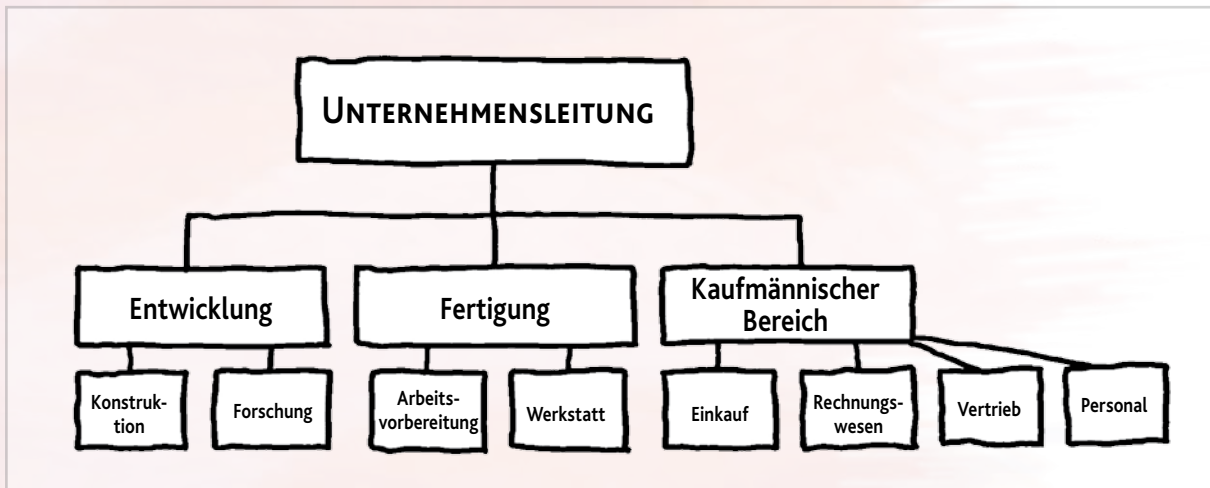 UNTERNEHMENSLEITUNG
Entwicklung
Fertigung
Kaufmännischer
Bereich
Konstruk-
tion
Forschung
Arbeits-
vorbereitung
Werkstatt
Einkauf
Rechnungs-
wesen
Vertrieb
Personal